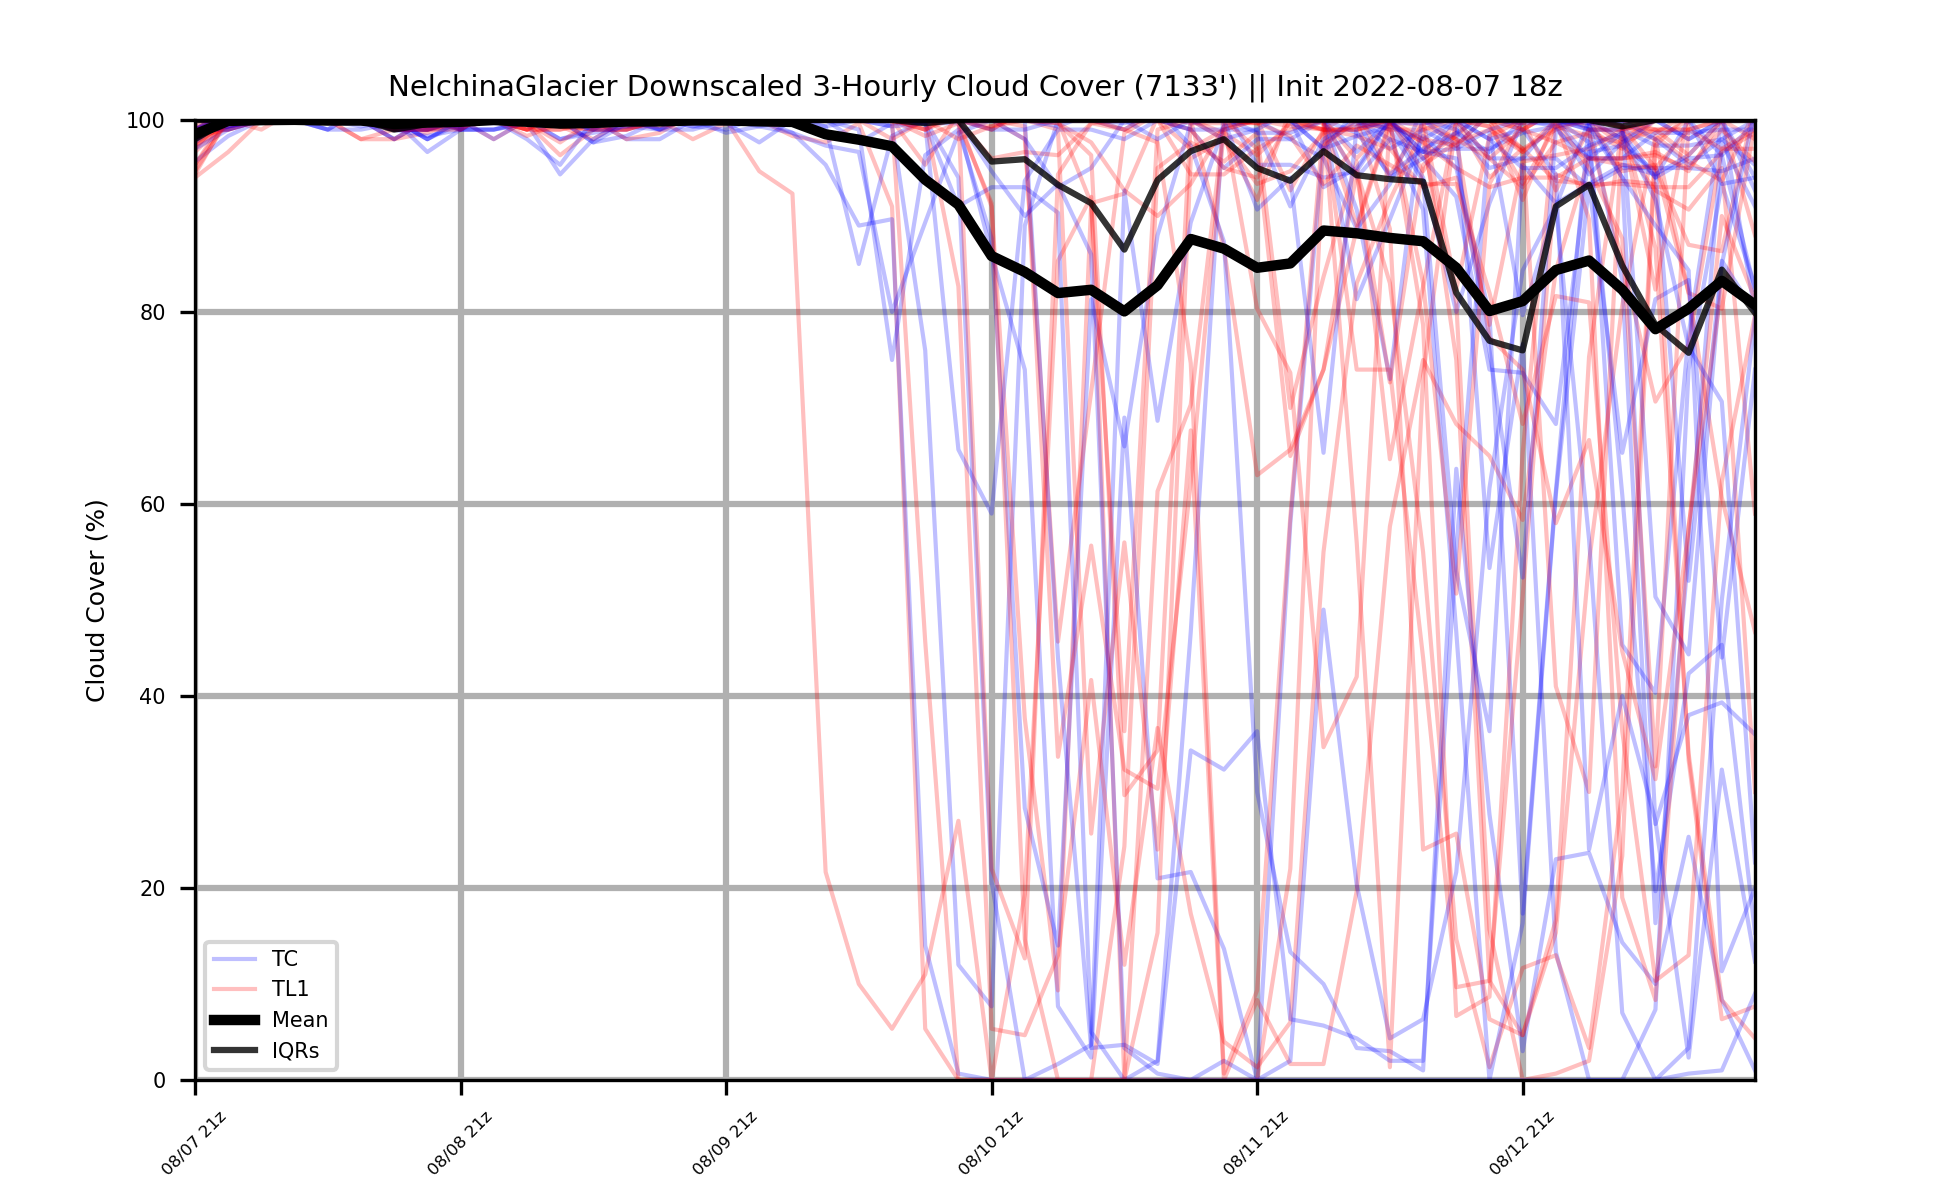 NelchinaGlacier Downscaled 3-Hourly Cloud Cover (7133') || Init 2022-08-07 18z
100
80
60
40
20
0
Cloud Cover (%)
TC
TL1
Mean
IQRs
08/07 21z
08/08 21z
08/09 21z
08/10 21z
08/11 21z
08/12 21z